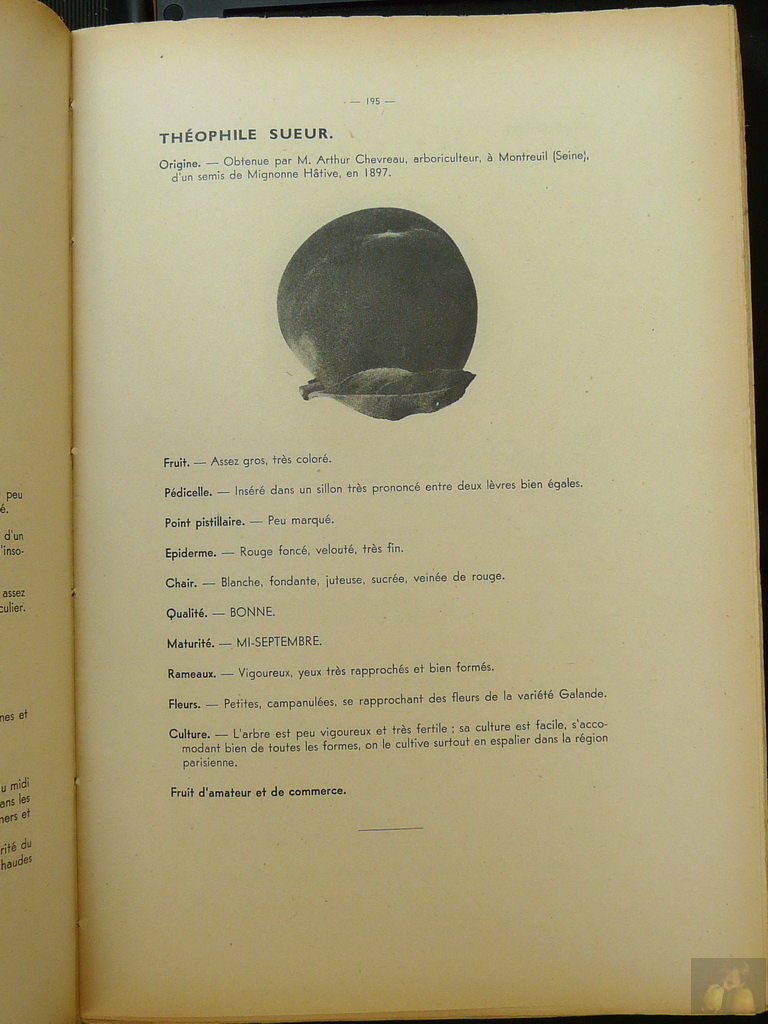 peu
é.
d'un
'inso-
assez
culier.
nes et
u midi
ans les
ners et
rité du
haudes
— 195 —
THÉOPHILE SUEUR.
Origine. — Obtenue par M. Arthur Chevreau, arboriculteur, à Montreuil (Seine),
d'un semis de Mignonne Hâtive, en 1897.
Fruit. — Assez gros, très coloré.
Pédicelle. — Inséré dans un sillon très prononcé entre deux lèvres bien égales.
Point pistillaire. — Peu marqué.
Epiderme. — Rouge foncé, velouté, très fin.
Chair. — Blanche, fondante, juteuse, sucrée, veinée de rouge.
Qualité. — BONNE.
Maturité. — MI-SEPTEMBRE.
Rameaux. — Vigoureux, yeux très rapprochés et bien formés.
Fleurs. — Petites, campanulées, se rapprochant des fleurs de la variété Galande.
Culture. — L'arbre est peu vigoureux et très fertile ; sa culture est facile, s'acco-
modant bien de toutes les formes, on le cultive surtout en espalier dans la région
parisienne.
Fruit d'amateur et de commerce.